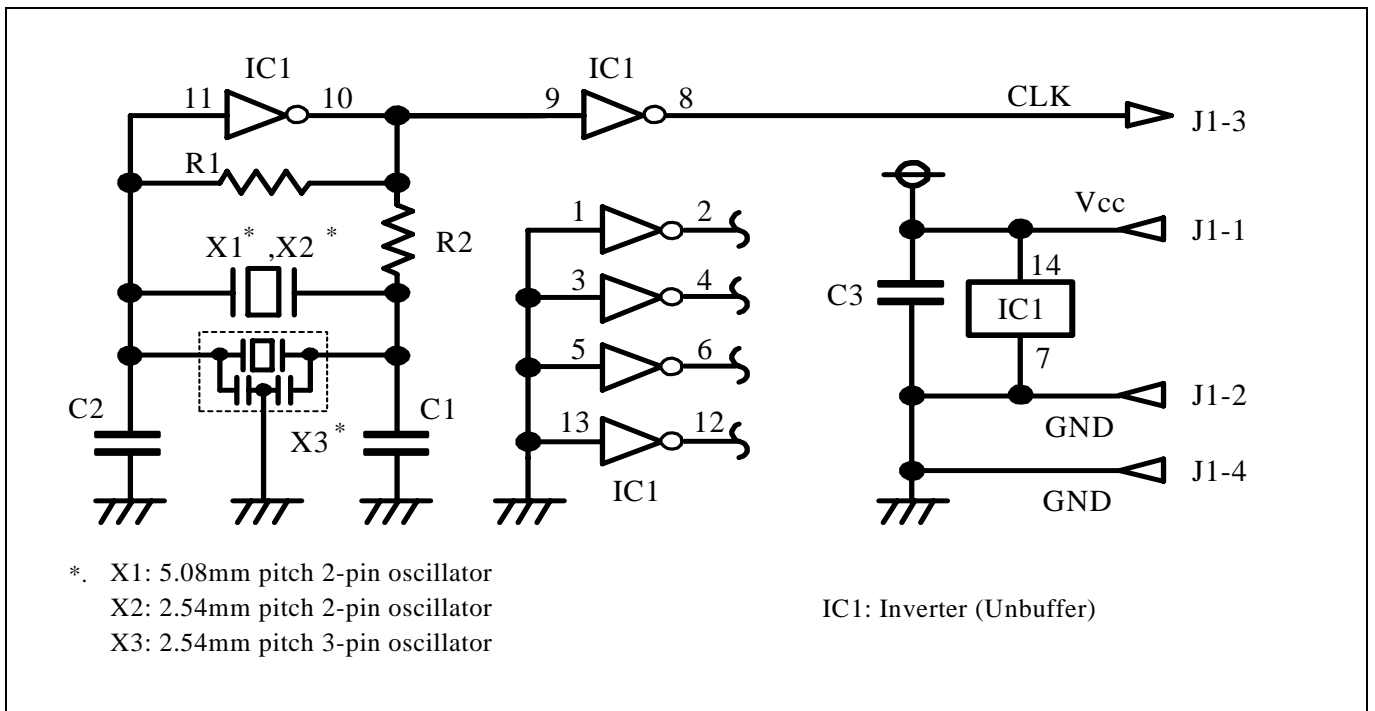 IC1 IC1
11 10 9 8 CLK J1-3
R1
1 2 Vcc J1-1
X1* ,X2 * R2
14
3 4 C3 IC1
5 6 7
C2 C1 J1-2
X3* 13 12 GND
IC1 J1-4
GND
*. X1: 5.08mm pitch 2-pin oscillator
X2: 2.54mm pitch 2-pin oscillator IC1: Inverter (Unbuffer)
X3: 2.54mm pitch 3-pin oscillator